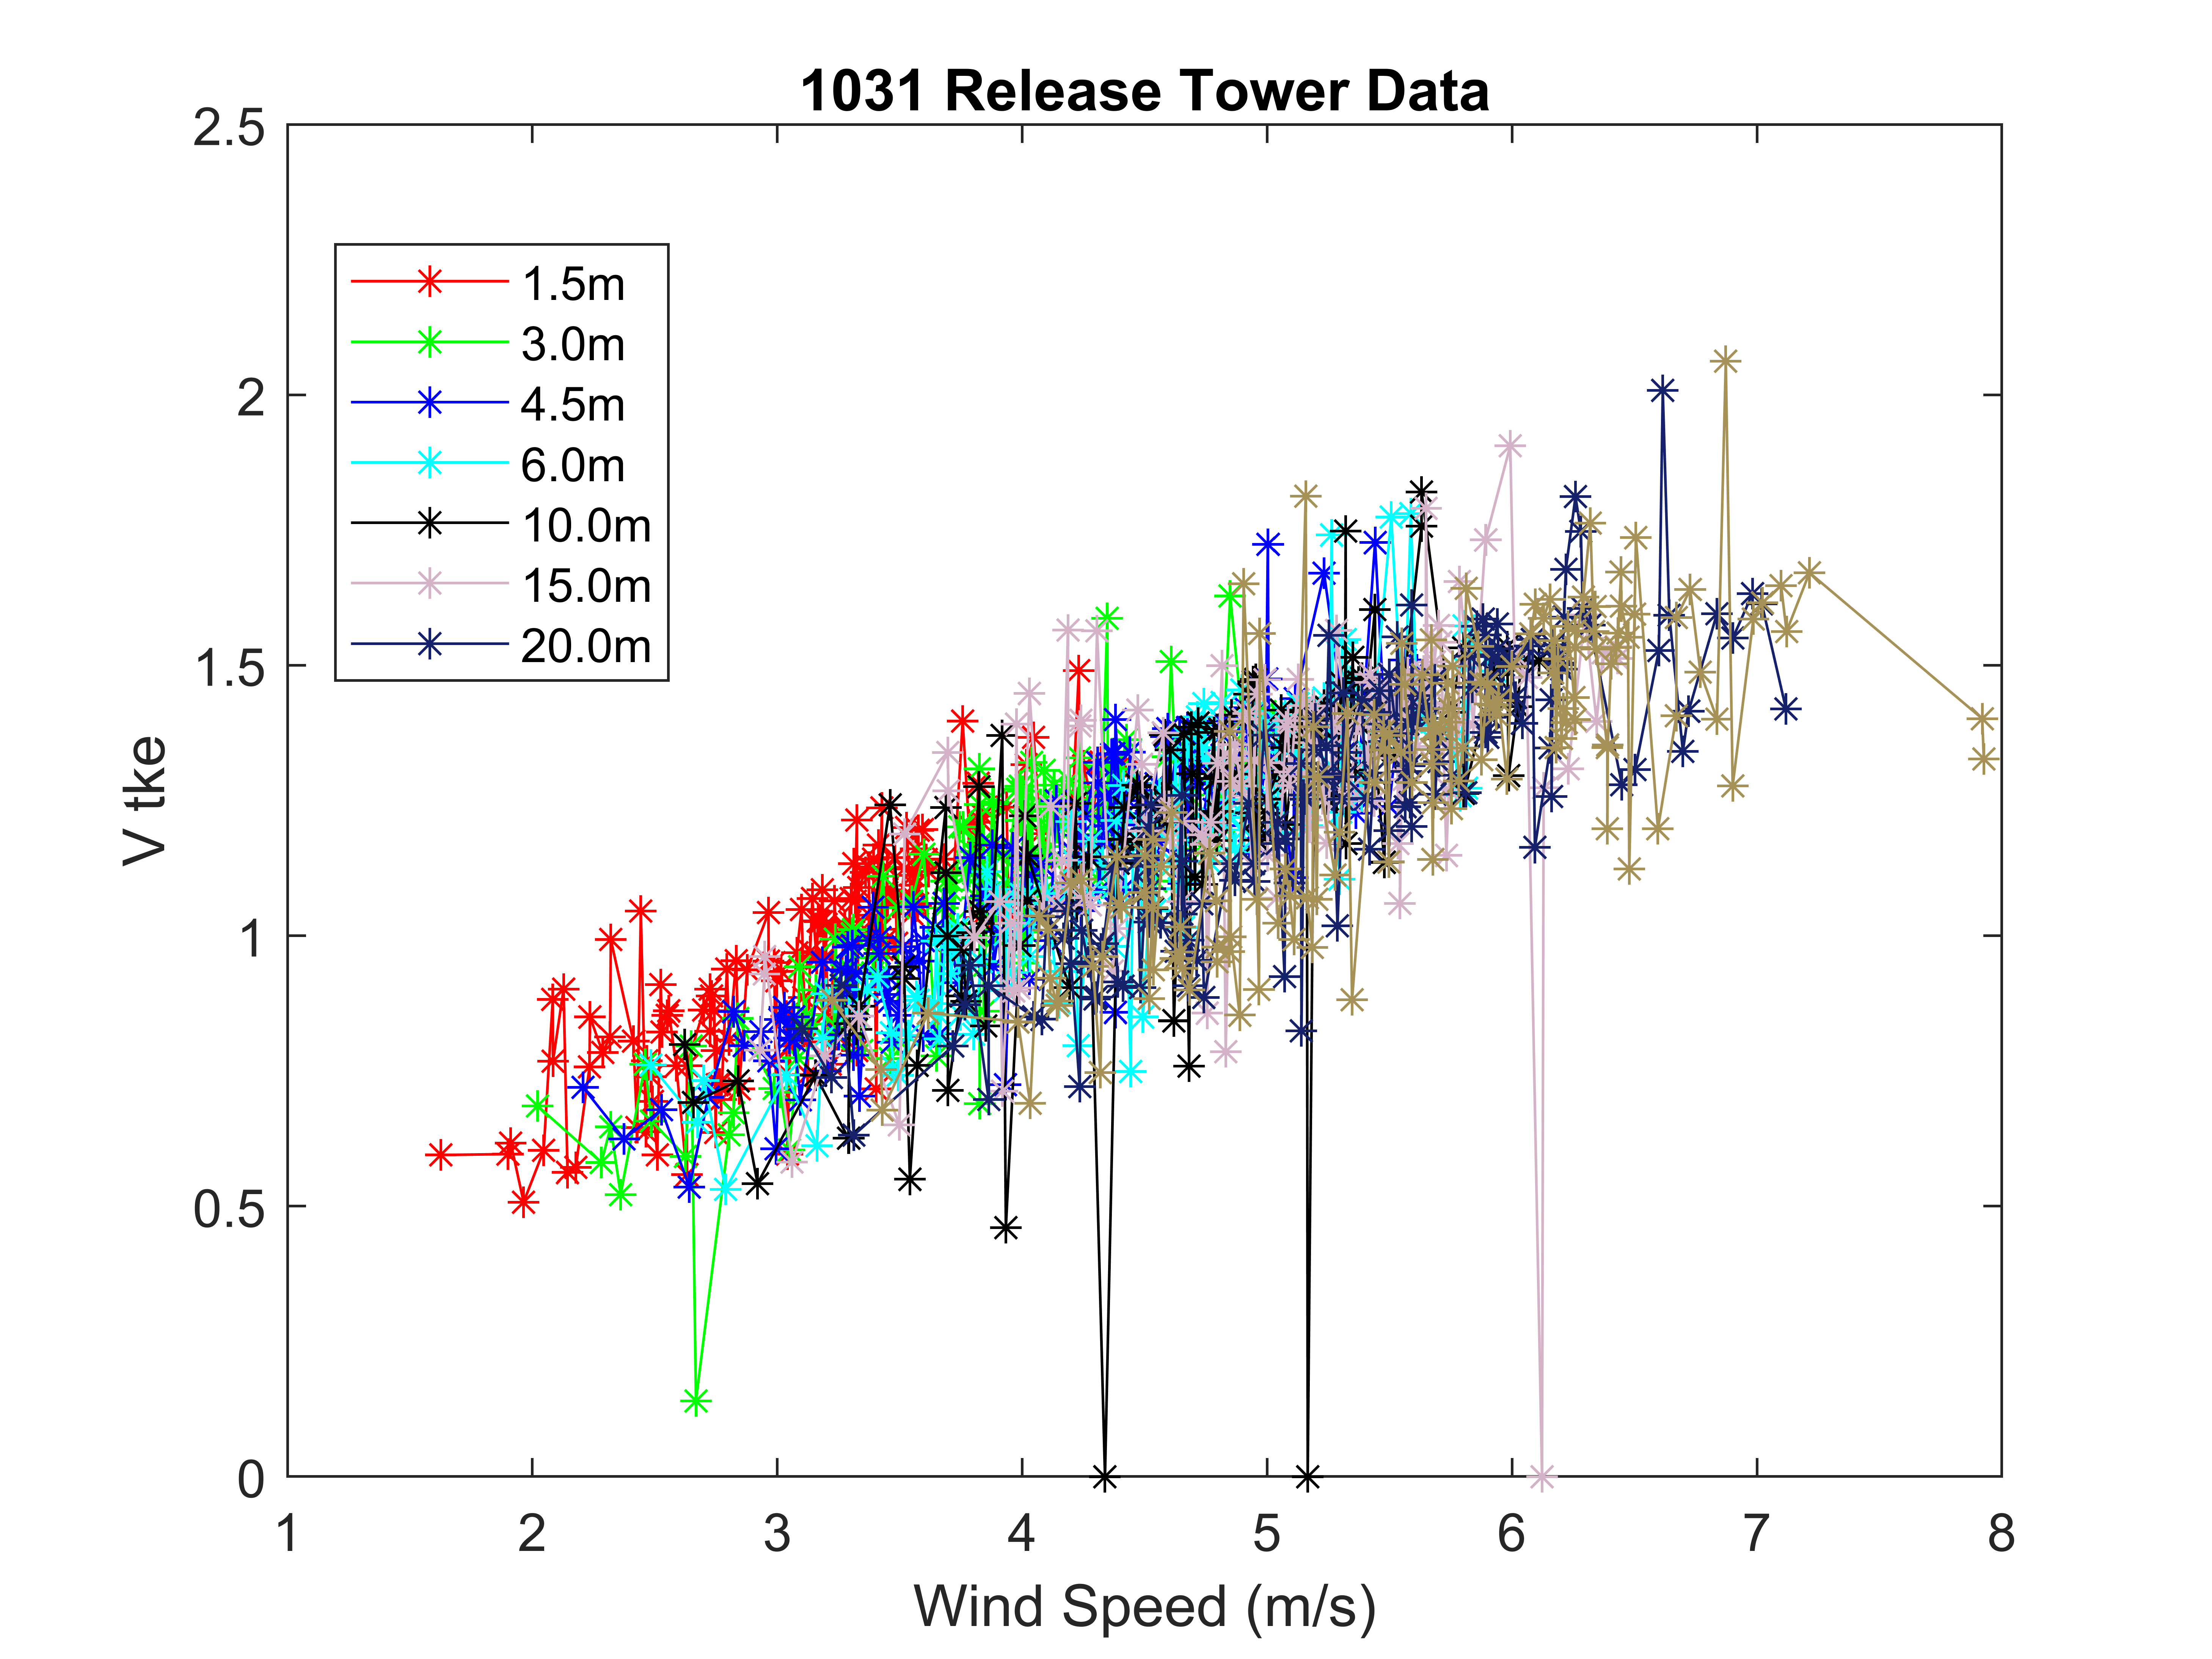 1031 Release Tower Data
2.5
2
1.5
1
0.5
0
V tke
1.5m
3.0m
4.5m
6.0m
10.0m
15.0m
20.0m
1 2 3 4 5 6 7 8
Wind Speed (m/s)